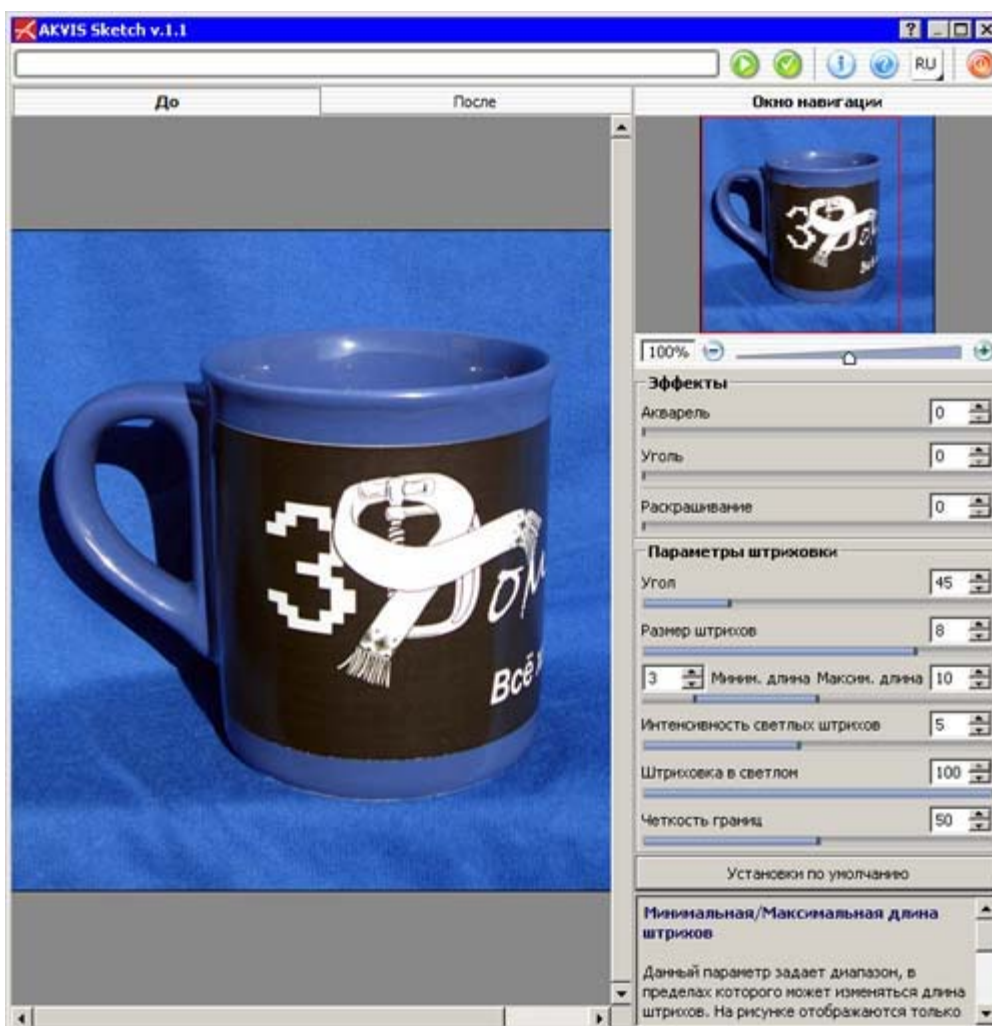 AKVIS Sketch v.1.1
RU
До
После
Окно навигации
100%
Эффекты
Акварель 0
Уголь 0
Раскрашивание 0
Параметры штриховки
Угол 45
Размер штрихов 8
3 Миним. длина Максим. длина 10
Интенсивность светлых штрихов 5
Штриховка в светлом 100
Четкость границ 50
Установки по умолчанию
Минимальная/Максимальная длина
штрихов
Данный параметр задает диапазон, в
пределах которого может изменяться длина
штрихов. На рисунке отображаются только
3
ом
Всё